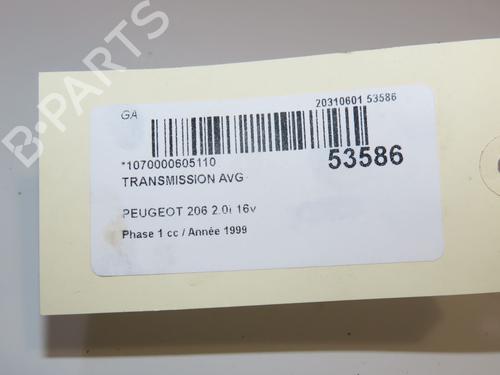 GA
20310601 53586
*1070000605110
53586
TRANSMISSION AVG
PEUGEOT 206 2.0i 16v
Phase 1 cc / Année 1999
B-PARTS